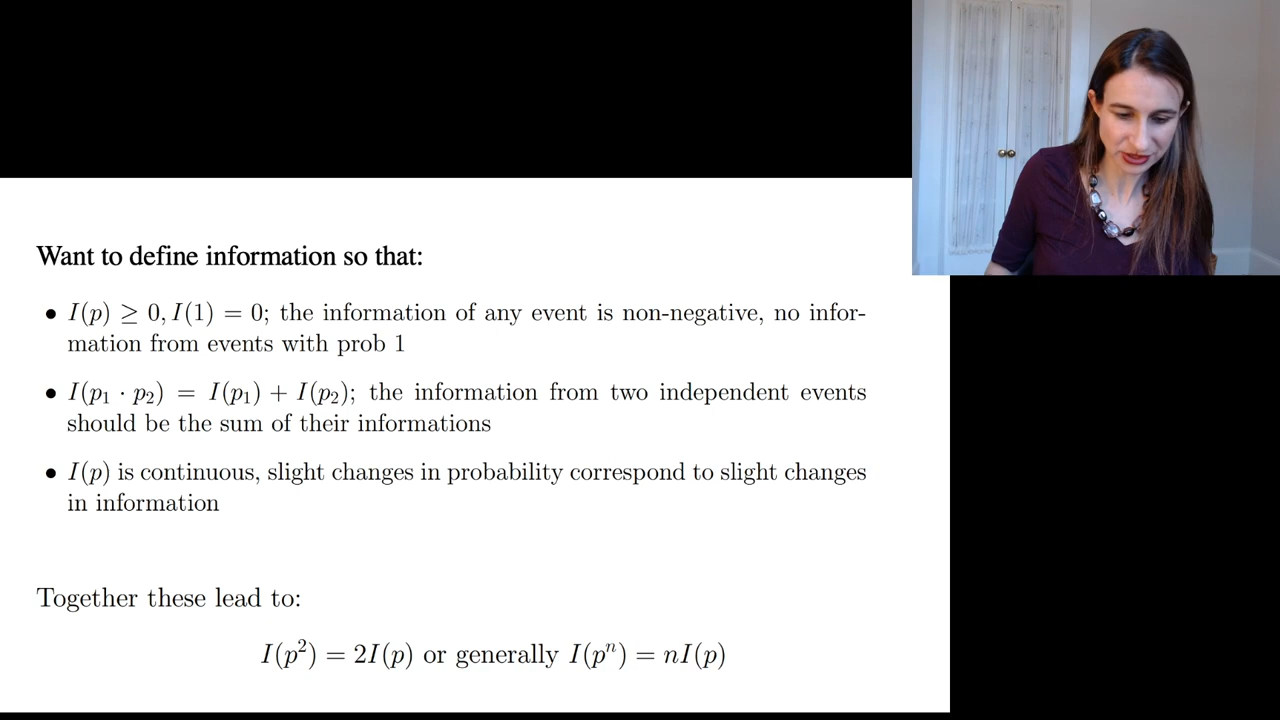 Want to define information so that:
• I(p) ≥ 0, I(1) = 0; the information of any event is non-negative, no infor-
mation from events with prob 1
• I(p₁ · p₂) = I(p₁) + I(p₂); the information from two independent events
should be the sum of their informations
• I(p) is continuous, slight changes in probability correspond to slight changes
in information
Together these lead to:
I(p²) = 2I(p) or generally I(pⁿ) = nI(p)